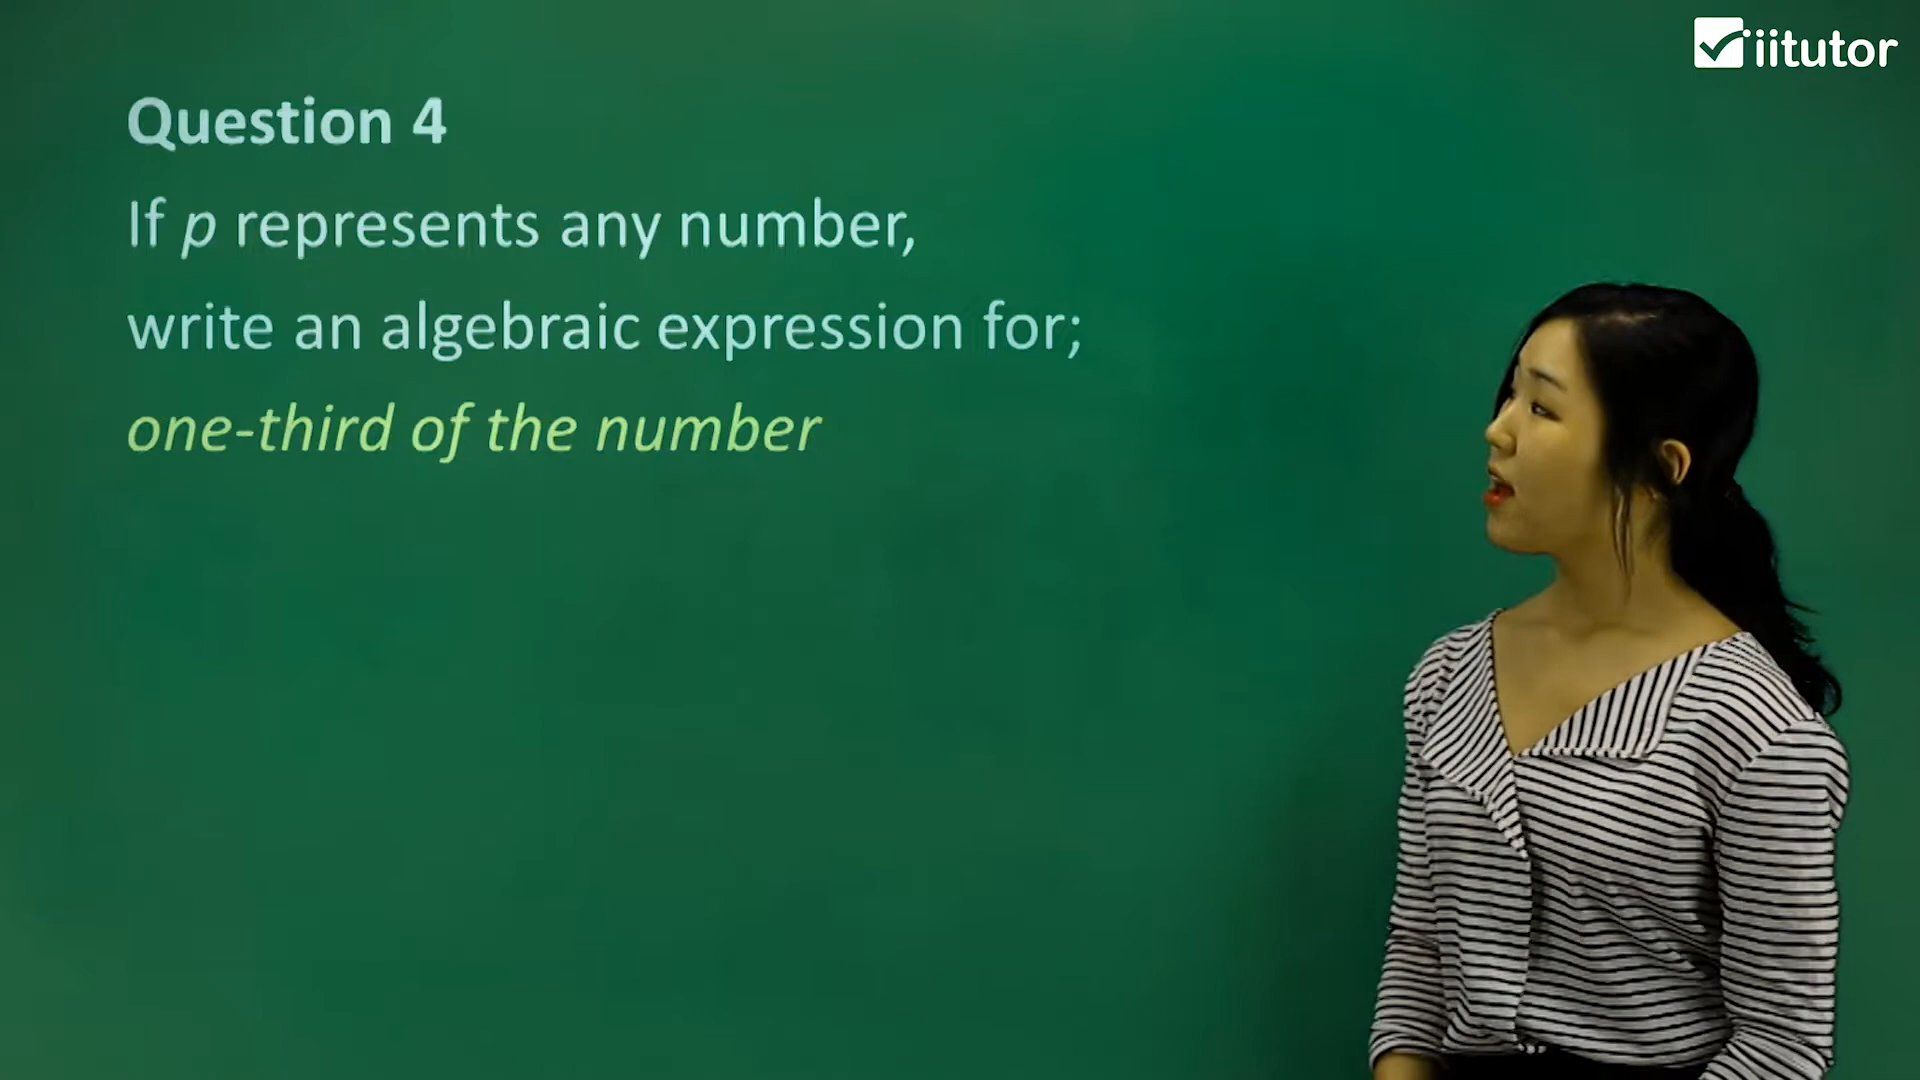 iitutor
Question 4
If p represents any number,
write an algebraic expression for;
one-third of the number